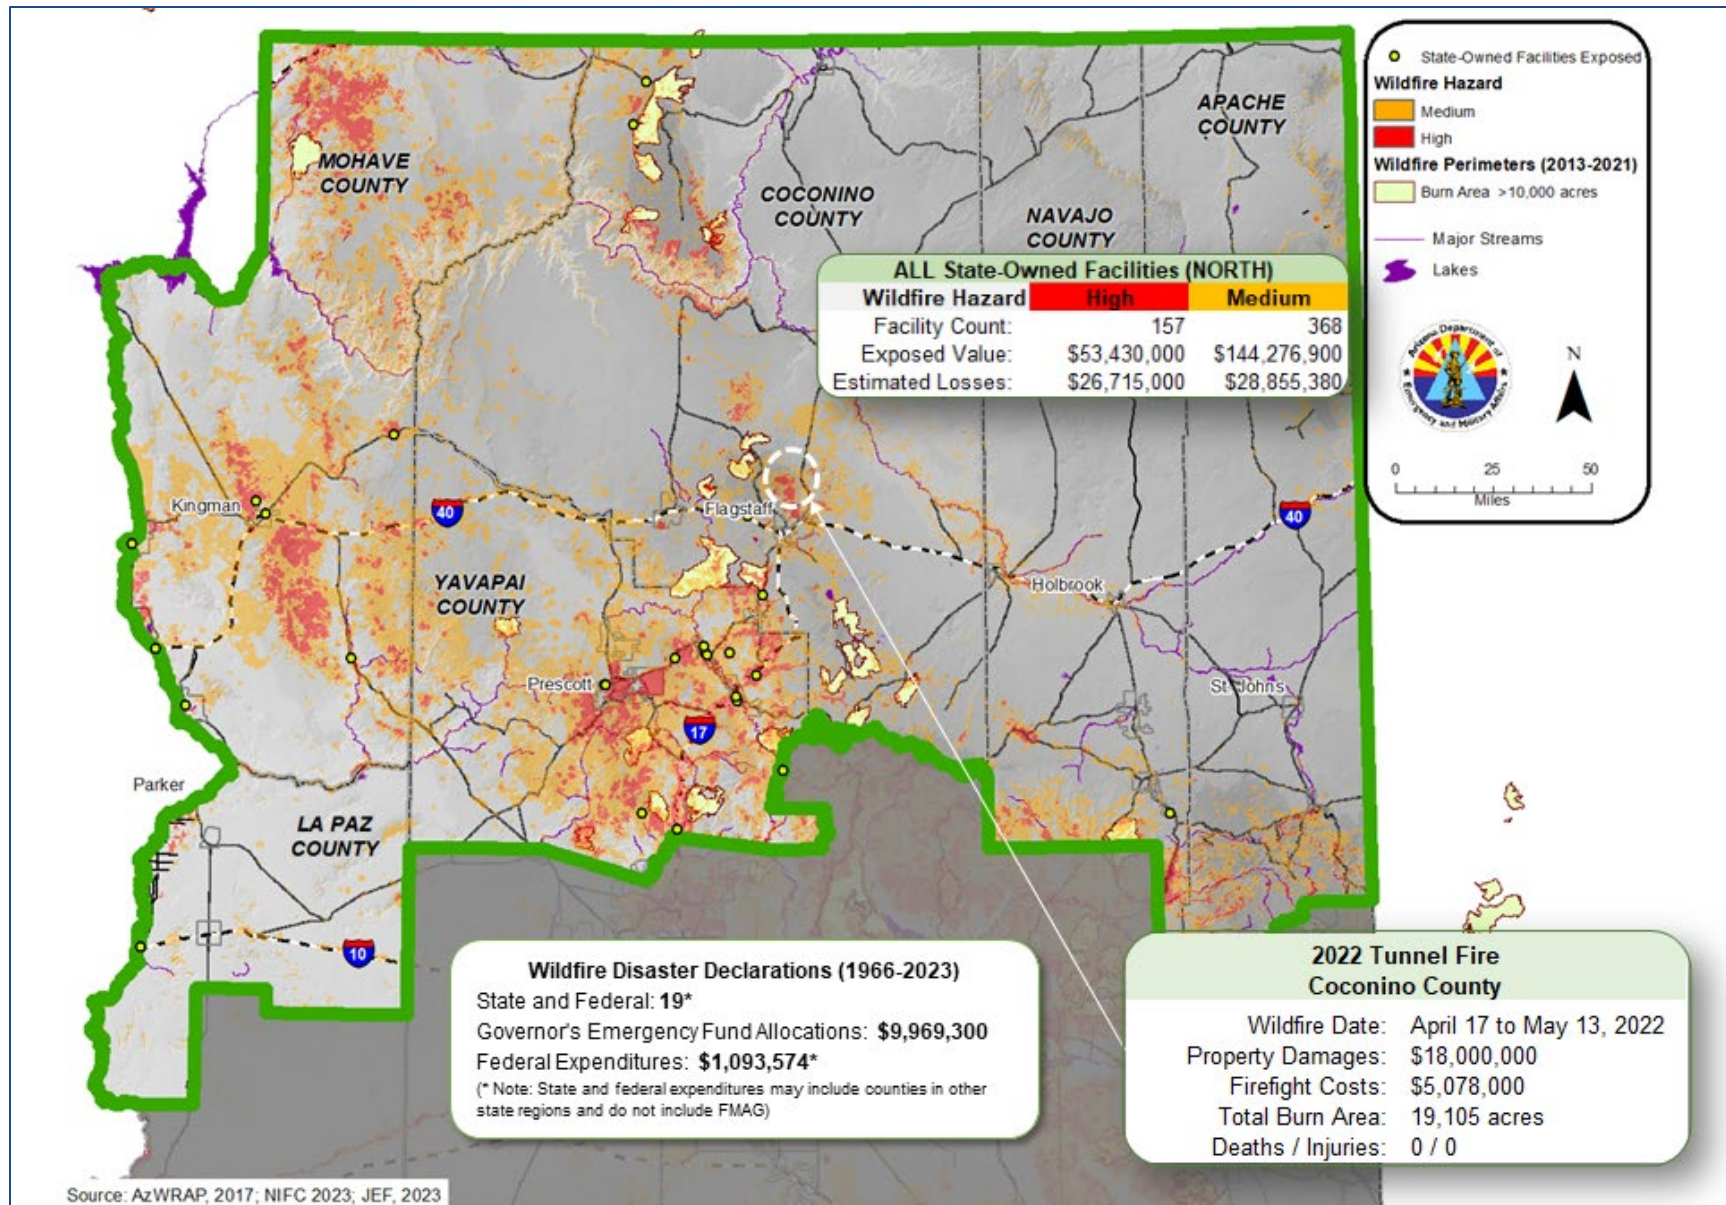 State-Owned Facilities Exposed
Wildfire Hazard
Medium
High
Wildfire Perimeters (2013-2021)
Burn Area >10,000 acres
Major Streams
Lakes
Arizona Department of
Emergency and Military Affairs
N
0 25 50
Miles
APACHE
COUNTY
MOHAVE
COUNTY
COCONINO
COUNTY
NAVAJO
COUNTY
ALL State-Owned Facilities (NORTH)
Wildfire Hazard High Medium
Facility Count: 157 368
Exposed Value: $53,430,000 $144,276,900
Estimated Losses: $26,715,000 $28,855,380
Kingman
40
Flagstaff
40
YAVAPAI
COUNTY
Holbrook
Prescott
St. Johns
17
Parker
LA PAZ
COUNTY
10
Wildfire Disaster Declarations (1966-2023)
State and Federal: 19*
Governor's Emergency Fund Allocations: $9,969,300
Federal Expenditures: $1,093,574*
(* Note: State and federal expenditures may include counties in other
state regions and do not include FMAG)
2022 Tunnel Fire
Coconino County
Wildfire Date: April 17 to May 13, 2022
Property Damages: $18,000,000
Firefight Costs: $5,078,000
Total Burn Area: 19,105 acres
Deaths / Injuries: 0 / 0
Source: AzWRAP, 2017; NIFC 2023; JEF, 2023